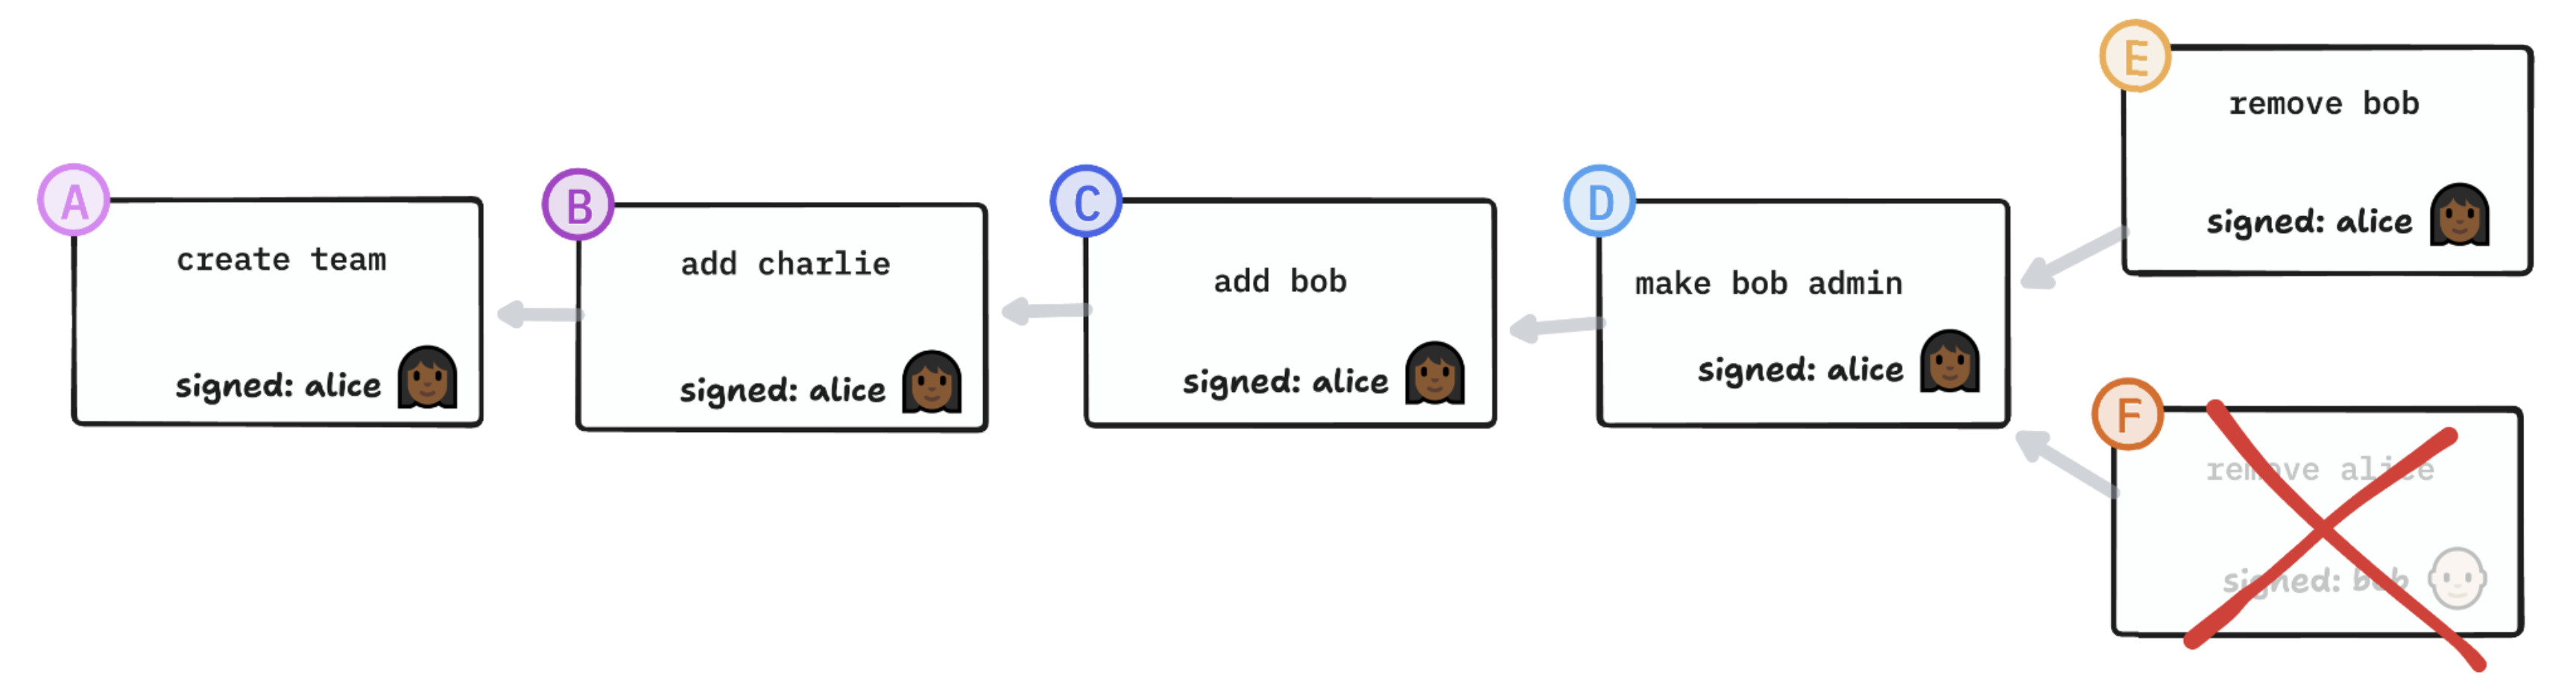 A
create team
signed: alice
B
add charlie
signed: alice
C
add bob
signed: alice
D
make bob admin
signed: alice
E
remove bob
signed: alice
F
remove alice
signed: bob